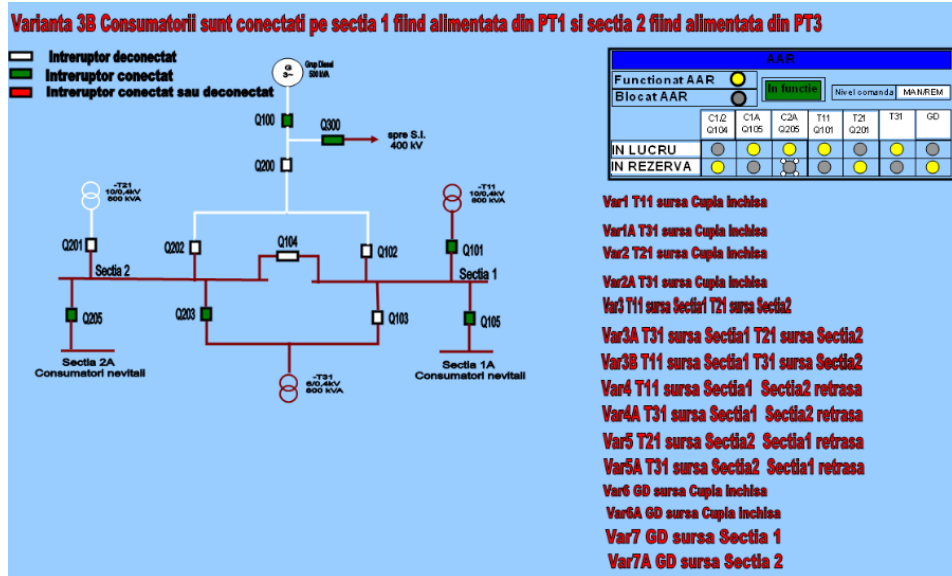 Varianta 3B Consumatorii sunt conectati pe sectia 1 fiind alimentata din PT1 si sectia 2 fiind alimentata din PT3
Intreruptor deconectat
Intreruptor conectat
Intreruptor conectat sau deconectat
G
3~
Grup Diesel
500 kVA
Q100
Q300
spre S.I.
400 kV
Q200
-T21
10/0,4kV
800 kVA
-T11
10/0,4kV
800 kVA
Q201
Q202
Q104
Q102
Q101
Sectia 2
Sectia 1
Q205
Q203
Q103
Q105
Sectia 2A
Consumatori nevitali
Sectia 1A
Consumatori nevitali
-T31
6/0,4kV
800 kVA
AAR
Functionat AAR
Blocat AAR
In functie
Nivel comanda
MAN/REM
C1/2
Q104
C1A
Q105
C2A
Q205
T11
Q101
T21
Q201
T31
GD
IN LUCRU
IN REZERVA
Var1 T11 sursa Cupla inchisa
Var1A T31 sursa Cupla inchisa
Var2 T21 sursa Cupla inchisa
Var2A T31 sursa Cupla inchisa
Var3 T11 sursa Sectia1 T21 sursa Sectia2
Var3A T31 sursa Sectia1 T21 sursa Sectia2
Var3B T11 sursa Sectia1 T31 sursa Sectia2
Var4 T11 sursa Sectia1 Sectia2 retrasa
Var4A T31 sursa Sectia1 Sectia2 retrasa
Var5 T21 sursa Sectia2 Sectia1 retrasa
Var5A T31 sursa Sectia2 Sectia1 retrasa
Var6 GD sursa Cupla inchisa
Var6A GD sursa Cupla inchisa
Var7 GD sursa Sectia 1
Var7A GD sursa Sectia 2